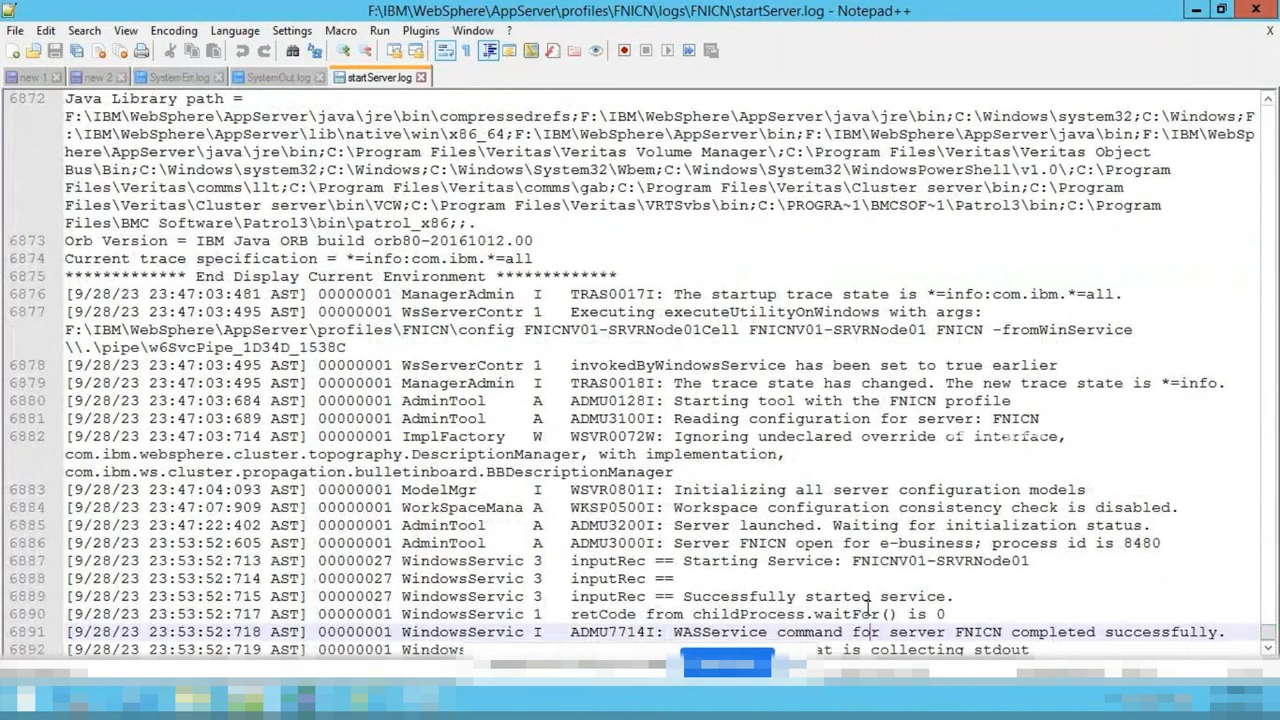 F:\IBM\WebSphere\AppServer\profiles\FNICN\logs\FNICN\startServer.log - Notepad++
File Edit Search View Encoding Language Settings Macro Run Plugins Window ? X
new 1 new 2 SystemErr.log SystemOut.log startServer.log
6872 Java Library path =
F:\IBM\WebSphere\AppServer\java\jre\bin\compressedrefs;F:\IBM\WebSphere\AppServer\java\jre\bin;C:\Windows\system32;C:\Windows;F
:\IBM\WebSphere\AppServer\lib\native\win\x86_64;F:\IBM\WebSphere\AppServer\bin;F:\IBM\WebSphere\AppServer\java\bin;F:\IBM\WebSp
here\AppServer\java\jre\bin;C:\Program Files\Veritas\Veritas Volume Manager\;C:\Program Files\Veritas\Veritas Object
Bus\Bin;C:\Windows\system32;C:\Windows;C:\Windows\System32\Wbem;C:\Windows\System32\WindowsPowerShell\v1.0\;C:\Program
Files\Veritas\comms\llt;C:\Program Files\Veritas\comms\gab;C:\Program Files\Veritas\Cluster server\bin;C:\Program
Files\Veritas\Cluster server\bin\VCW;C:\Program Files\Veritas\VRTSvbs\bin;C:\PROGRA~1\BMCSOF~1\Patrol3\bin;C:\Program
Files\BMC Software\Patrol3\bin\patrol_x86;;.
6873 Orb Version = IBM Java ORB build orb80-20161012.00
6874 Current trace specification = *=info:com.ibm.*=all
6875 ************* End Display Current Environment *************
6876 [9/28/23 23:47:03:481 AST] 00000001 ManagerAdmin I TRAS0017I: The startup trace state is *=info:com.ibm.*=all.
6877 [9/28/23 23:47:03:495 AST] 00000001 WsServerContr 1 Executing executeUtilityOnWindows with args:
F:\IBM\WebSphere\AppServer\profiles\FNICN\config FNICNV01-SRVRNode01Cell FNICNV01-SRVRNode01 FNICN -fromWinService
\\.\pipe\w6SvcPipe_1D34D_1538C
6878 [9/28/23 23:47:03:495 AST] 00000001 WsServerContr 1 invokedByWindowsService has been set to true earlier
6879 [9/28/23 23:47:03:495 AST] 00000001 ManagerAdmin I TRAS0018I: The trace state has changed. The new trace state is *=info.
6880 [9/28/23 23:47:03:684 AST] 00000001 AdminTool A ADMU0128I: Starting tool with the FNICN profile
6881 [9/28/23 23:47:03:689 AST] 00000001 AdminTool A ADMU3100I: Reading configuration for server: FNICN
6882 [9/28/23 23:47:03:714 AST] 00000001 ImplFactory W WSVR0072W: Ignoring undeclared override of interface,
com.ibm.websphere.cluster.topography.DescriptionManager, with implementation,
com.ibm.ws.cluster.propagation.bulletinboard.BBDescriptionManager
6883 [9/28/23 23:47:04:093 AST] 00000001 ModelMgr I WSVR0801I: Initializing all server configuration models
6884 [9/28/23 23:47:07:909 AST] 00000001 WorkSpaceMana A WKSP0500I: Workspace configuration consistency check is disabled.
6885 [9/28/23 23:47:22:402 AST] 00000001 AdminTool A ADMU3200I: Server launched. Waiting for initialization status.
6886 [9/28/23 23:53:52:605 AST] 00000001 AdminTool A ADMU3000I: Server FNICN open for e-business; process id is 8480
6887 [9/28/23 23:53:52:713 AST] 00000027 WindowsServic 3 inputRec == Starting Service: FNICNV01-SRVRNode01
6888 [9/28/23 23:53:52:714 AST] 00000027 WindowsServic 3 inputRec ==
6889 [9/28/23 23:53:52:715 AST] 00000027 WindowsServic 3 inputRec == Successfully started service.
6890 [9/28/23 23:53:52:717 AST] 00000001 WindowsServic 1 retCode from childProcess.waitFor() is 0
6891 [9/28/23 23:53:52:718 AST] 00000001 WindowsServic I ADMU7714I: WASService command for server FNICN completed successfully.
6892 [9/28/23 23:53:52:719 AST] 00000001 Windows at is collecting stdout